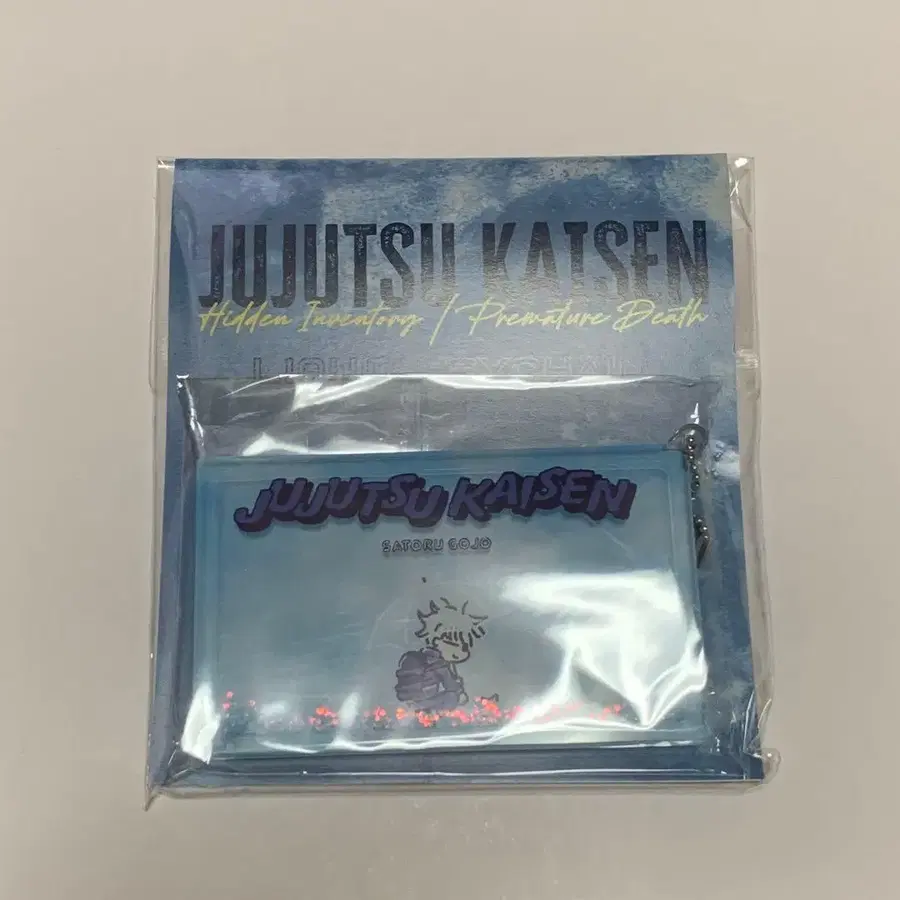 JUJUTSU KAISEN
Hidden Inventory / Premature Death
JUJUTSU KAISEN
SATORU GOJO